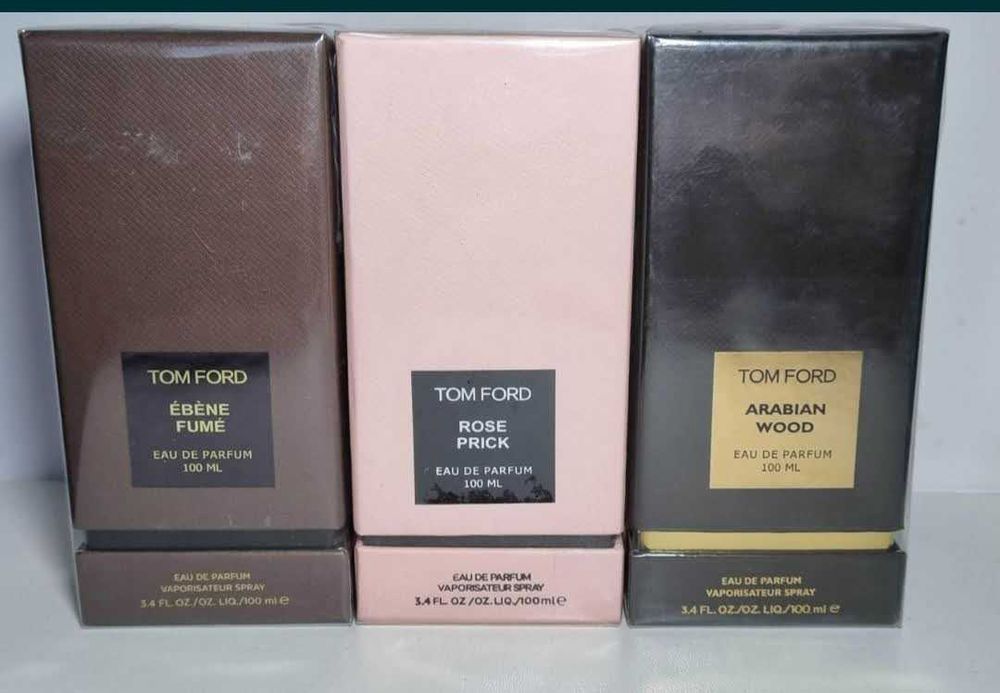 TOM FORD
ÉBÈNE
FUMÉ
EAU DE PARFUM
100 ML
EAU DE PARFUM
VAPORISATEUR SPRAY
3.4 FL. OZ./OZ. LIQ./100 ml ℮
TOM FORD
ROSE
PRICK
EAU DE PARFUM
100 ML
EAU DE PARFUM
VAPORISATEUR SPRAY
3.4 FL. OZ./OZ. LIQ./100 ml ℮
TOM FORD
ARABIAN
WOOD
EAU DE PARFUM
100 ML
EAU DE PARFUM
VAPORISATEUR SPRAY
3.4 FL. OZ./OZ. LIQ./100 ml ℮